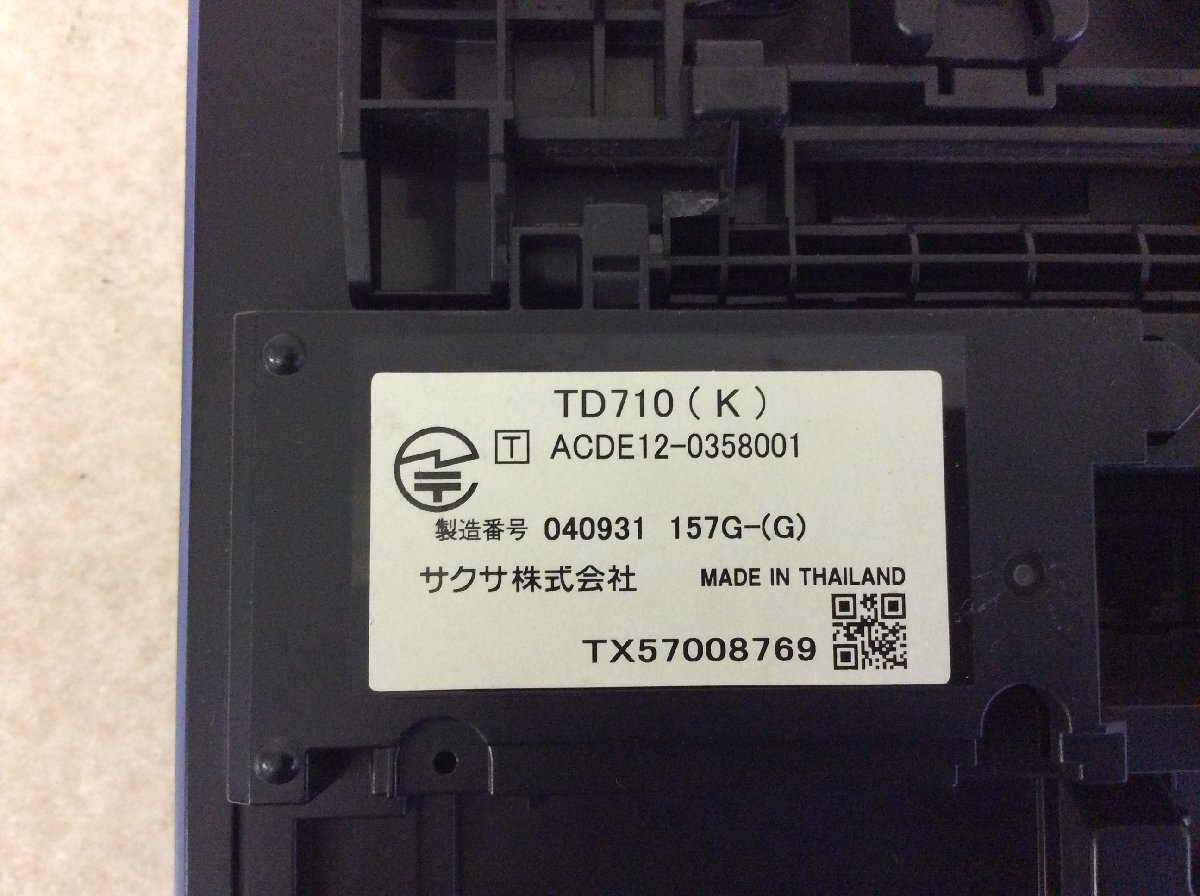 TD710 ( K )
T ACDE12-0358001
製造番号 040931 157G-(G)
サクサ株式会社 MADE IN THAILAND
TX57008769